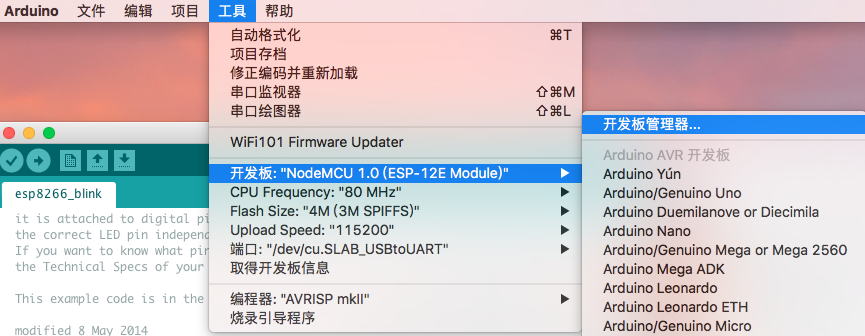 Arduino 文件 编辑 项目 工具 帮助
自动格式化 ⌘T
项目存档
修正编码并重新加载
串口监视器 ⇧⌘M
串口绘图器 ⇧⌘L
WiFi101 Firmware Updater
开发板: "NodeMCU 1.0 (ESP-12E Module)"
CPU Frequency: "80 MHz"
Flash Size: "4M (3M SPIFFS)"
Upload Speed: "115200"
端口: "/dev/cu.SLAB_USBtoUART"
取得开发板信息
编程器: "AVRISP mkII"
烧录引导程序
开发板管理器...
Arduino AVR 开发板
Arduino Yún
Arduino/Genuino Uno
Arduino Duemilanove or Diecimila
Arduino Nano
Arduino/Genuino Mega or Mega 2560
Arduino Mega ADK
Arduino Leonardo
Arduino Leonardo ETH
Arduino/Genuino Micro
esp8266_blink
it is attached to digital pi
the correct LED pin independ
If you want to know what pin
the Technical Specs of your
This example code is in the
modified 8 May 2014